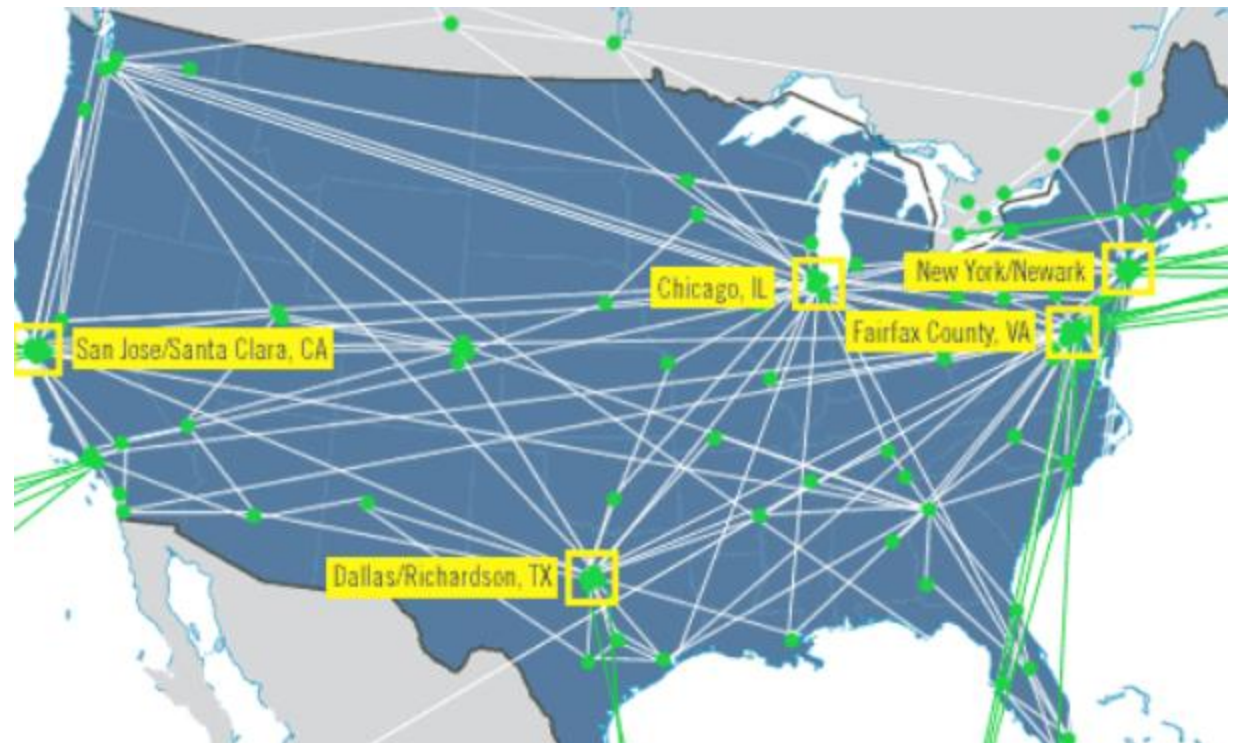 Chicago, IL
New York/Newark
Fairfax County, VA
San Jose/Santa Clara, CA
Dallas/Richardson, TX